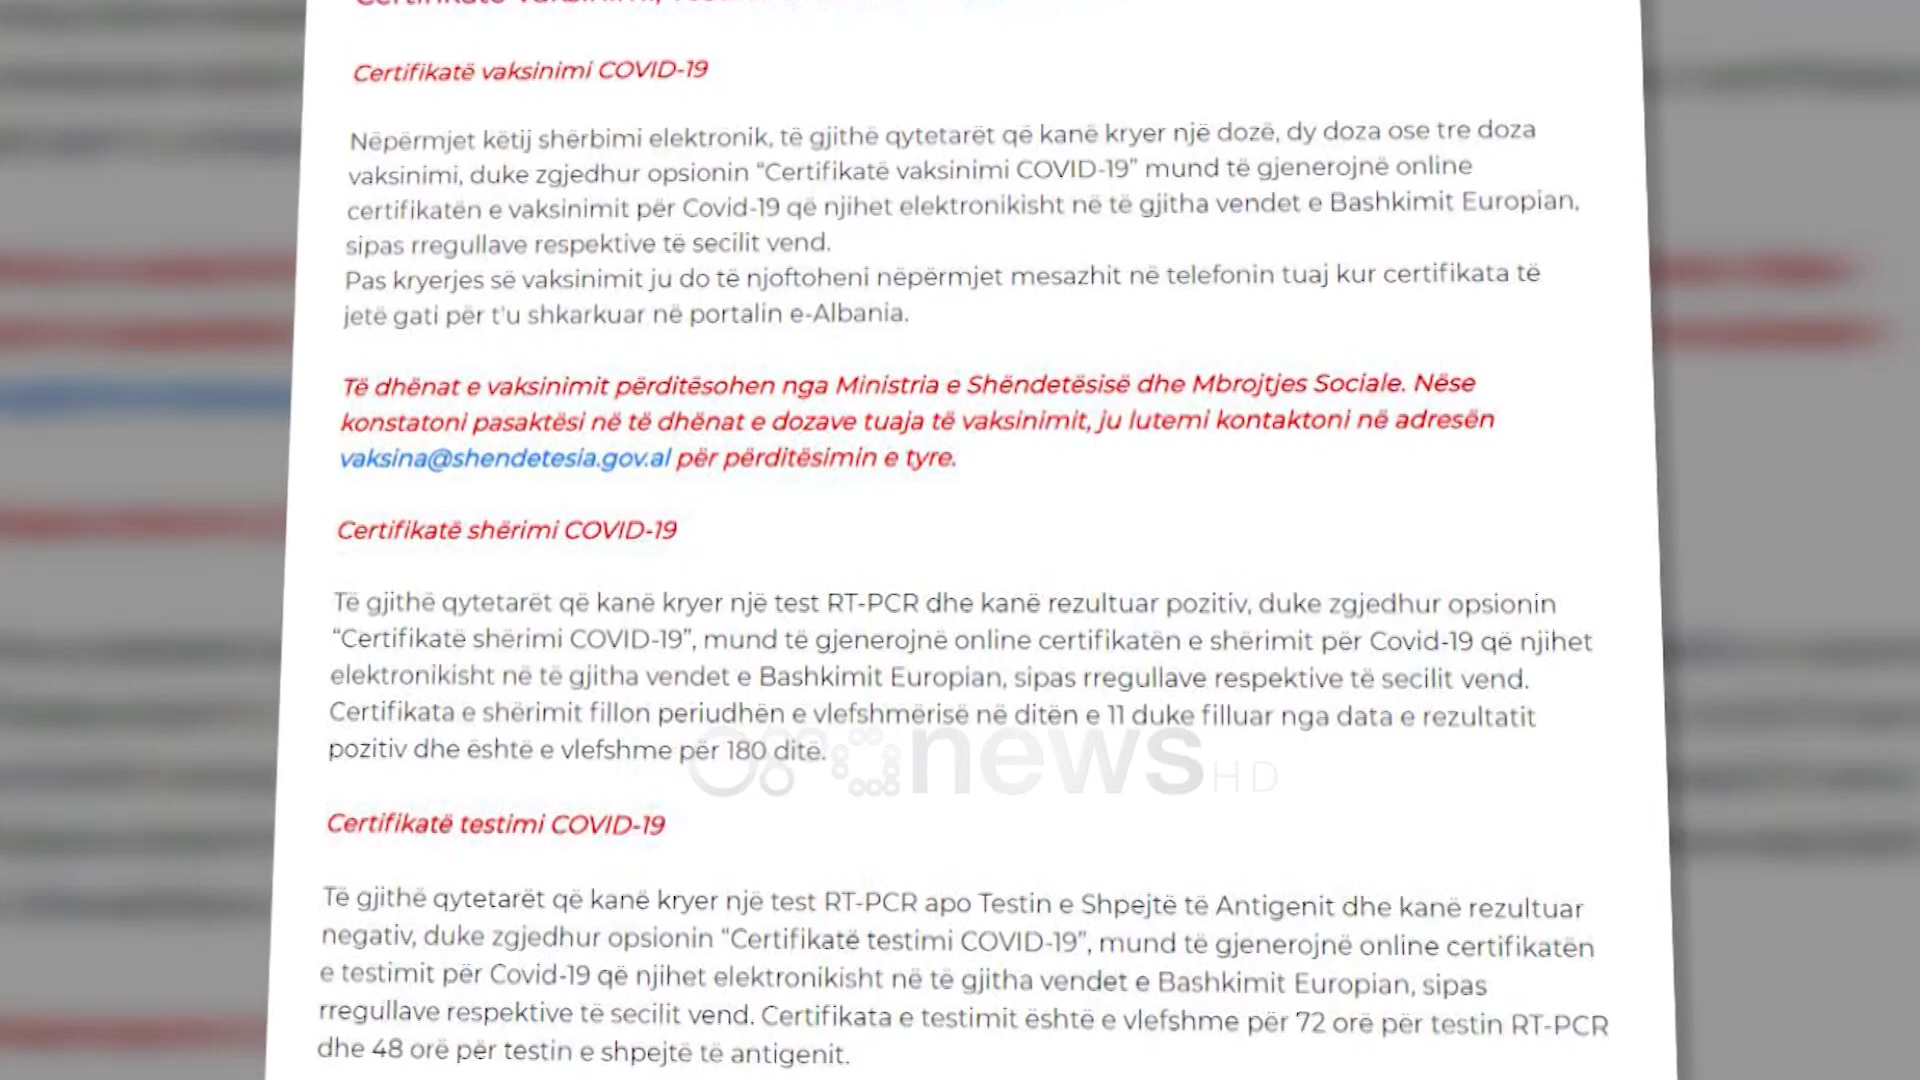 Certifikatë vaksinimi COVID-19
Nëpërmjet këtij shërbimi elektronik, të gjithë qytetarët që kanë kryer një dozë, dy doza ose tre doza
vaksinimi, duke zgjedhur opsionin “Certifikatë vaksinimi COVID-19” mund të gjenerojnë online
certifikatën e vaksinimit për Covid-19 që njihet elektronikisht në të gjitha vendet e Bashkimit Europian,
sipas rregullave respektive të secilit vend.
Pas kryerjes së vaksinimit ju do të njoftoheni nëpërmjet mesazhit në telefonin tuaj kur certifikata të
jetë gati për t'u shkarkuar në portalin e-Albania.
Të dhënat e vaksinimit përditësohen nga Ministria e Shëndetësisë dhe Mbrojtjes Sociale. Nëse
konstatoni pasaktësi në të dhënat e dozave tuaja të vaksinimit, ju lutemi kontaktoni në adresën
vaksina@shendetesia.gov.al për përditësimin e tyre.
Certifikatë shërimi COVID-19
Të gjithë qytetarët që kanë kryer një test RT-PCR dhe kanë rezultuar pozitiv, duke zgjedhur opsionin
“Certifikatë shërimi COVID-19”, mund të gjenerojnë online certifikatën e shërimit për Covid-19 që njihet
elektronikisht në të gjitha vendet e Bashkimit Europian, sipas rregullave respektive të secilit vend.
Certifikata e shërimit fillon periudhën e vlefshmërisë në ditën e 11 duke filluar nga data e rezultatit
pozitiv dhe është e vlefshme për 180 ditë.
news HD
Certifikatë testimi COVID-19
Të gjithë qytetarët që kanë kryer një test RT-PCR apo Testin e Shpejtë të Antigenit dhe kanë rezultuar
negativ, duke zgjedhur opsionin “Certifikatë testimi COVID-19”, mund të gjenerojnë online certifikatën
e testimit për Covid-19 që njihet elektronikisht në të gjitha vendet e Bashkimit Europian, sipas
rregullave respektive të secilit vend. Certifikata e testimit është e vlefshme për 72 orë për testin RT-PCR
dhe 48 orë për testin e shpejtë të antigenit.